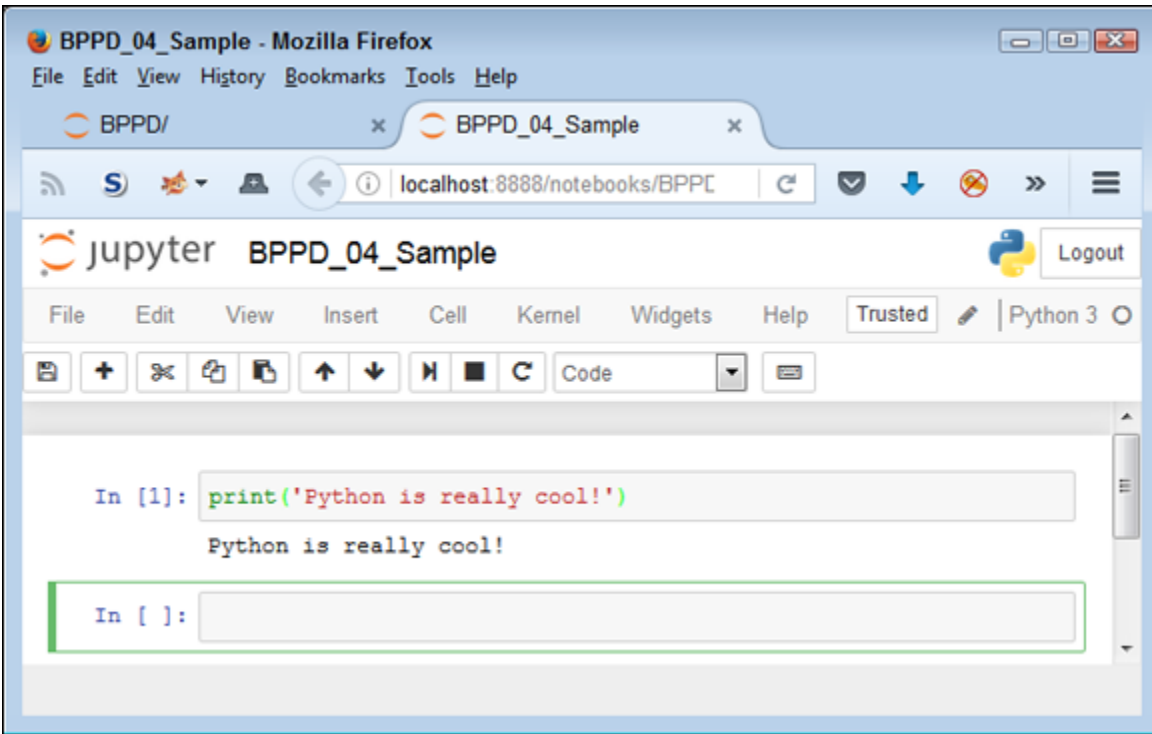 BPPD_04_Sample - Mozilla Firefox
File Edit View History Bookmarks Tools Help
BPPD/ BPPD_04_Sample
S localhost:8888/notebooks/BPPD
jupyter BPPD_04_Sample Logout
File Edit View Insert Cell Kernel Widgets Help Trusted Python 3
Code
In [1]: print('Python is really cool!')
Python is really cool!
In [ ]: